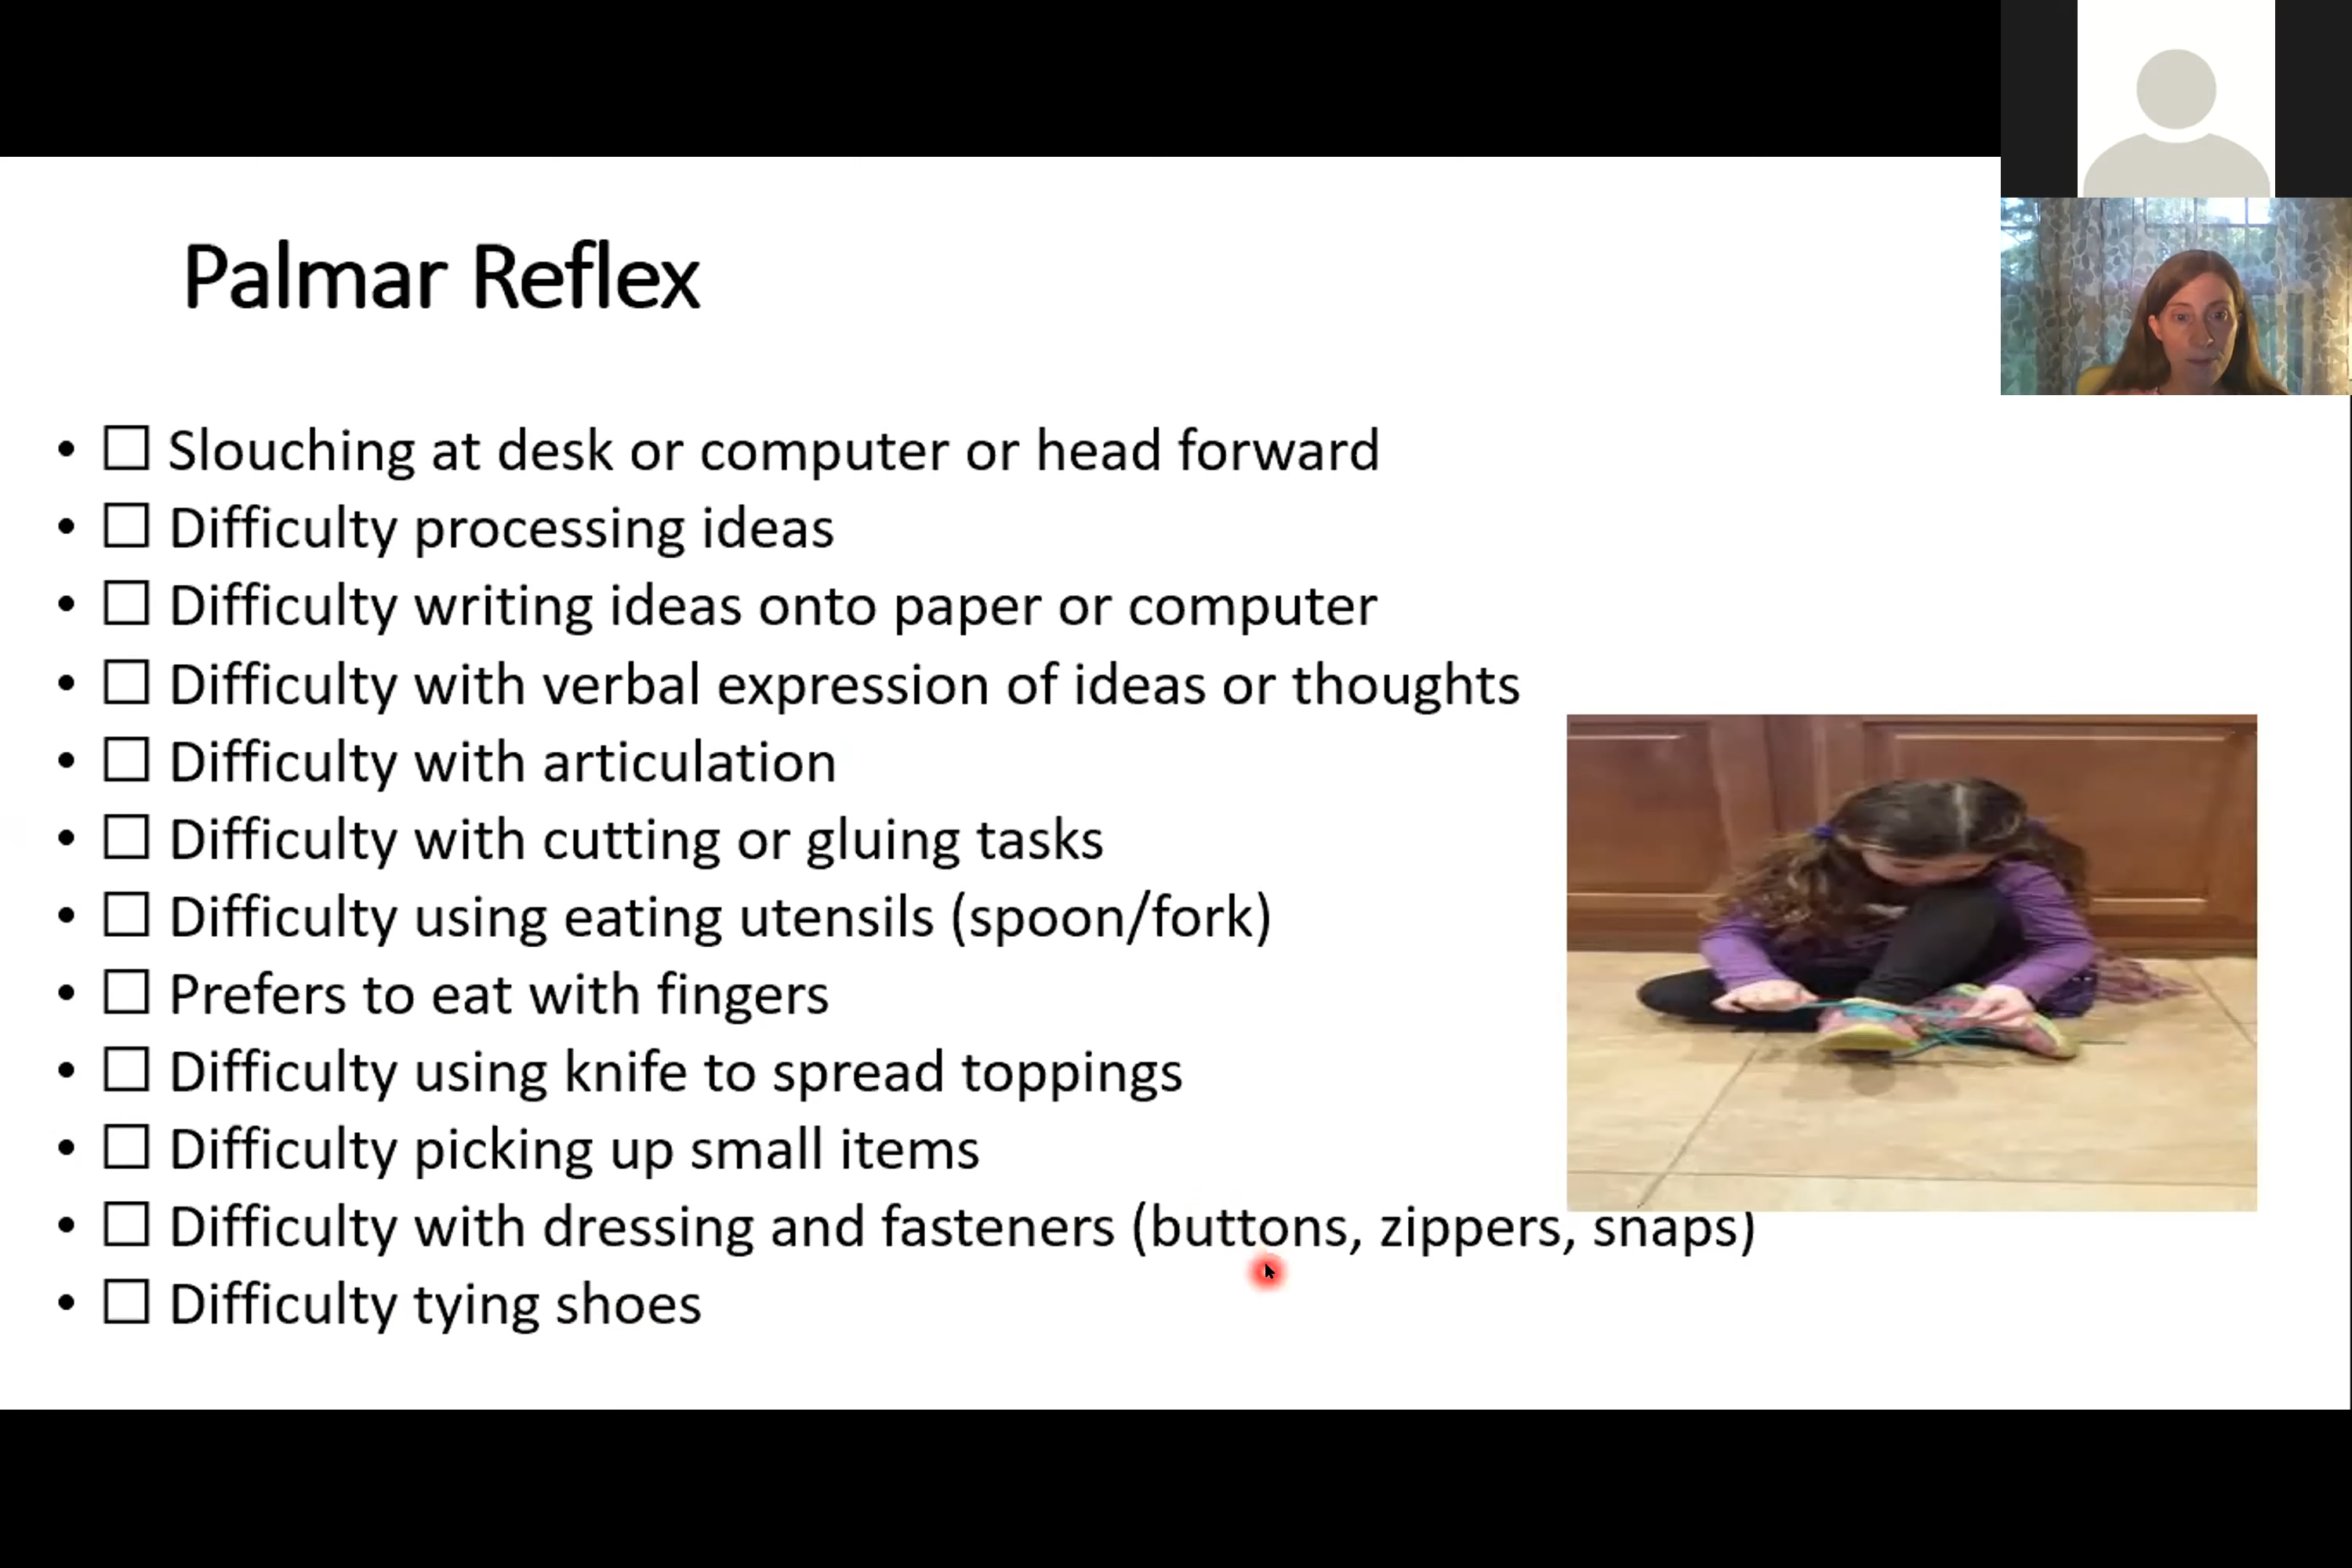 Palmar Reflex
• ☐ Slouching at desk or computer or head forward
• ☐ Difficulty processing ideas
• ☐ Difficulty writing ideas onto paper or computer
• ☐ Difficulty with verbal expression of ideas or thoughts
• ☐ Difficulty with articulation
• ☐ Difficulty with cutting or gluing tasks
• ☐ Difficulty using eating utensils (spoon/fork)
• ☐ Prefers to eat with fingers
• ☐ Difficulty using knife to spread toppings
• ☐ Difficulty picking up small items
• ☐ Difficulty with dressing and fasteners (buttons, zippers, snaps)
• ☐ Difficulty tying shoes